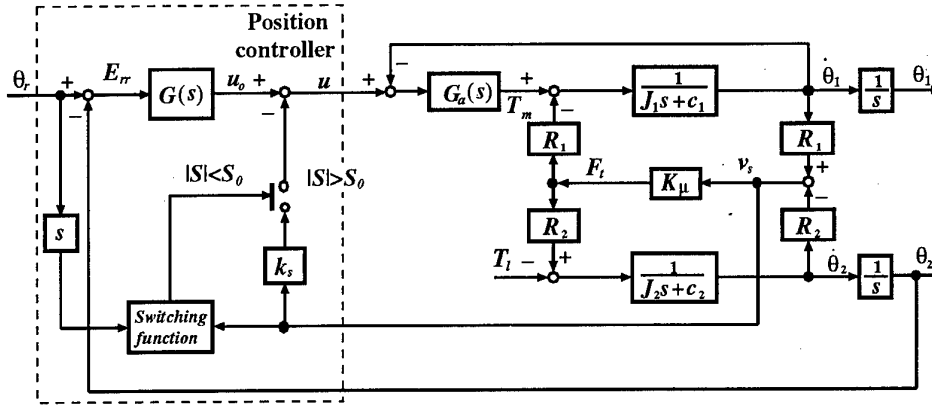 Position
controller
θr + − Err G(s) uo + − u + − Ga(s) + Tm − 1 / J1s+c1 θ̇1 1 / s θ1
R1 R1
|S|<S0 |S|>S0 Ft Kμ vs + −
s R2 R2
ks Tl − + 1 / J2s+c2 θ̇2 1 / s θ2
Switching
function